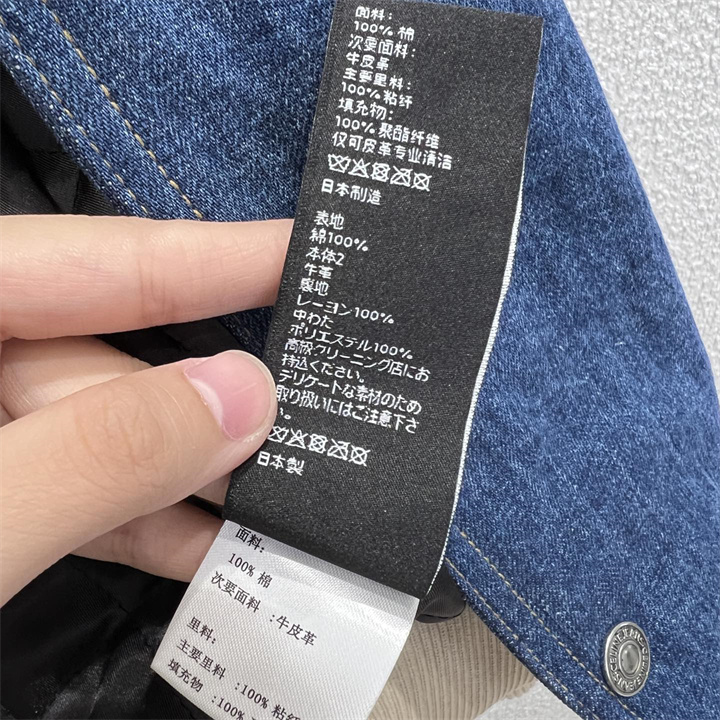 面料:
100% 棉
次要面料:
牛皮革
主要里料:
100% 粘纤
填充物:
100% 聚酯纤维
仅可皮革专业清洁
日本制造
表地
綿100%
本体2
牛革
裏地
レーヨン100%
中わた
ポリエステル100%
高級クリーニング店にお
持込ください。
デリケートな素材のため
取り扱いにはご注意下さ
い。
日本製
面料:
100% 棉
次要面料 :牛皮革
里料:
主要里料 :100% 粘纤
填充物 :100%